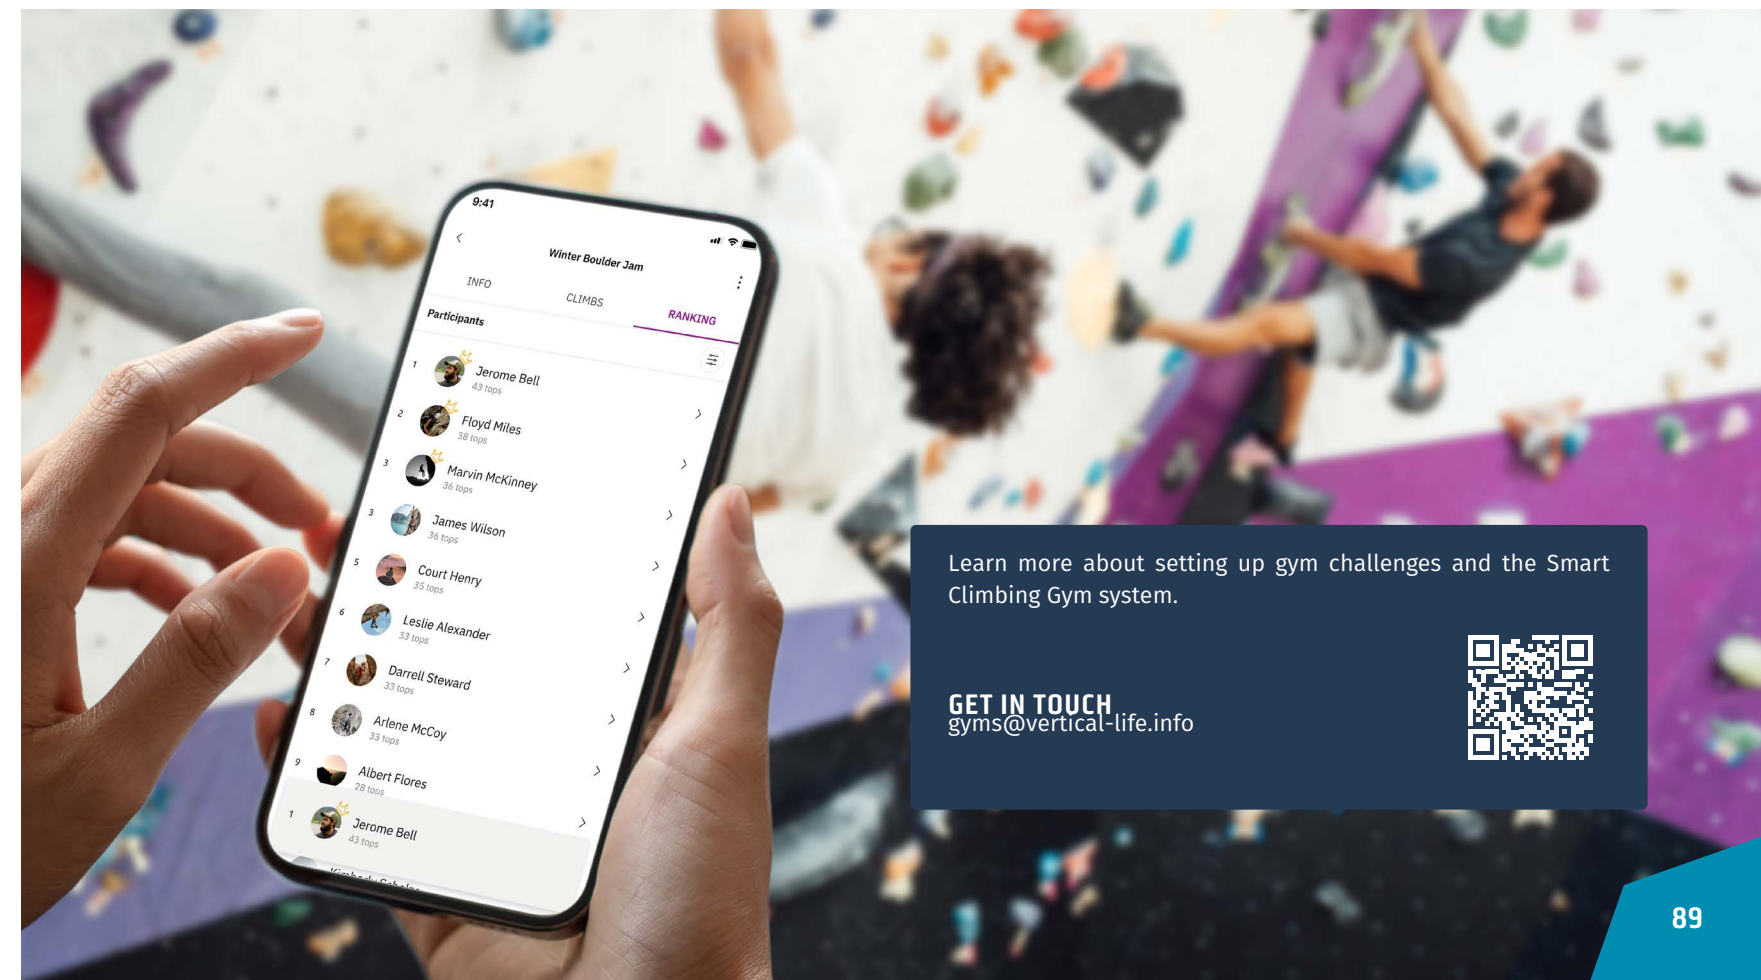 9:41
Winter Boulder Jam
INFO CLIMBS RANKING
Participants
1 Jerome Bell
43 tops
2 Floyd Miles
38 tops
3 Marvin McKinney
36 tops
3 James Wilson
36 tops
5 Court Henry
35 tops
6 Leslie Alexander
33 tops
7 Darrell Steward
33 tops
8 Arlene McCoy
33 tops
9 Albert Flores
28 tops
1 Jerome Bell
43 tops
Learn more about setting up gym challenges and the Smart
Climbing Gym system.
GET IN TOUCH
gyms@vertical-life.info
89